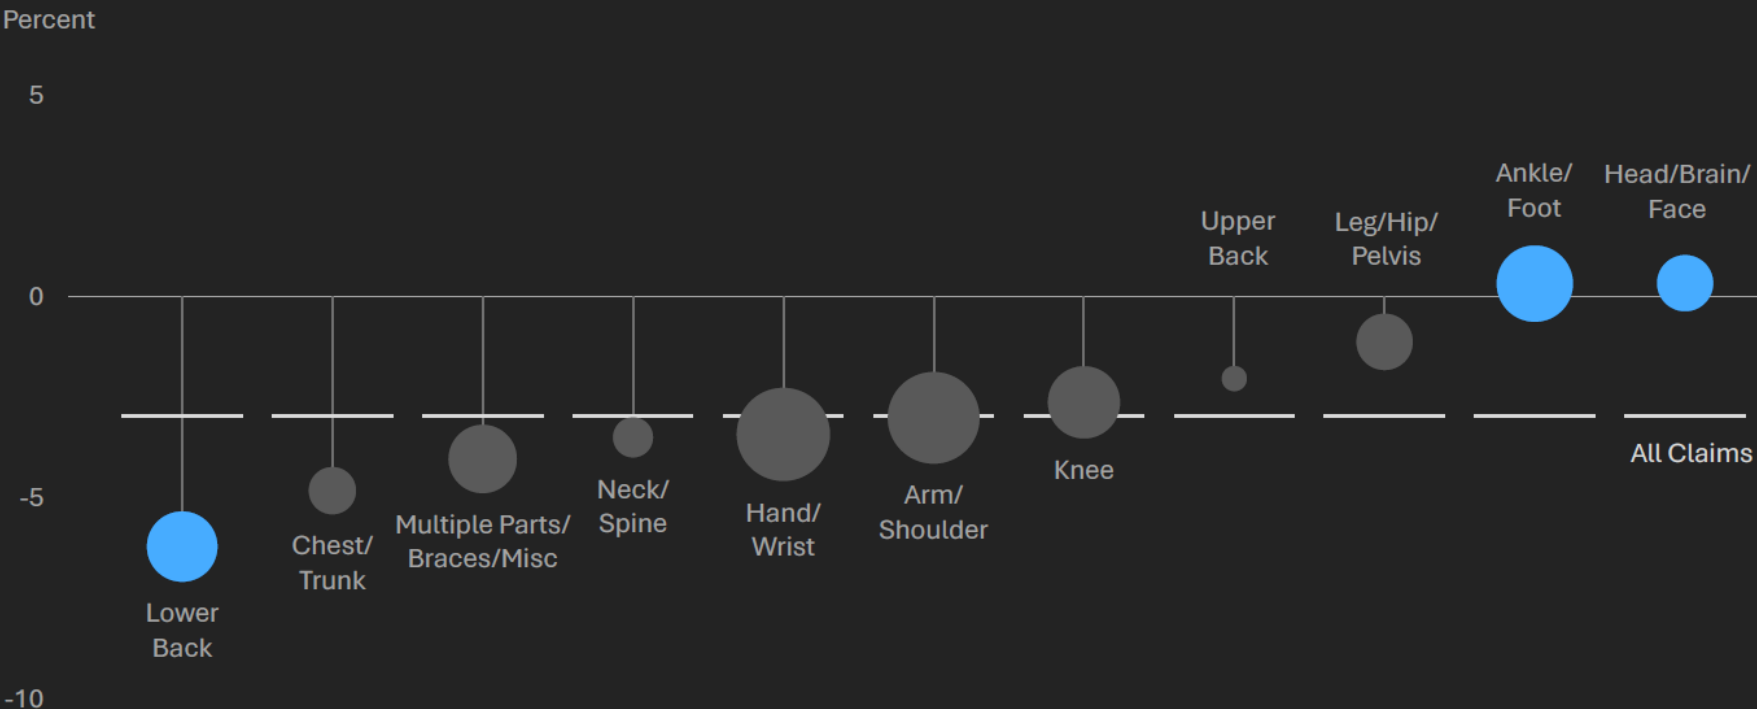 Percent
5
Ankle/
Foot
Head/Brain/
Face
Upper
Back
Leg/Hip/
Pelvis
0
All Claims
Knee
-5
Neck/
Spine
Arm/
Shoulder
Hand/
Wrist
Multiple Parts/
Braces/Misc
Chest/
Trunk
Lower
Back
-10